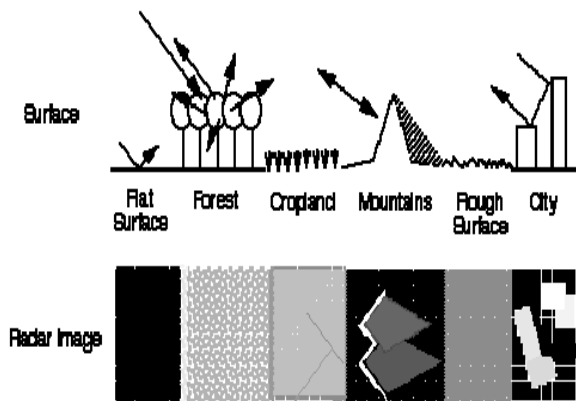 Surface
Flat
Surface
Forest
Cropland
Mountains
Rough
Surface
City
Radar Image